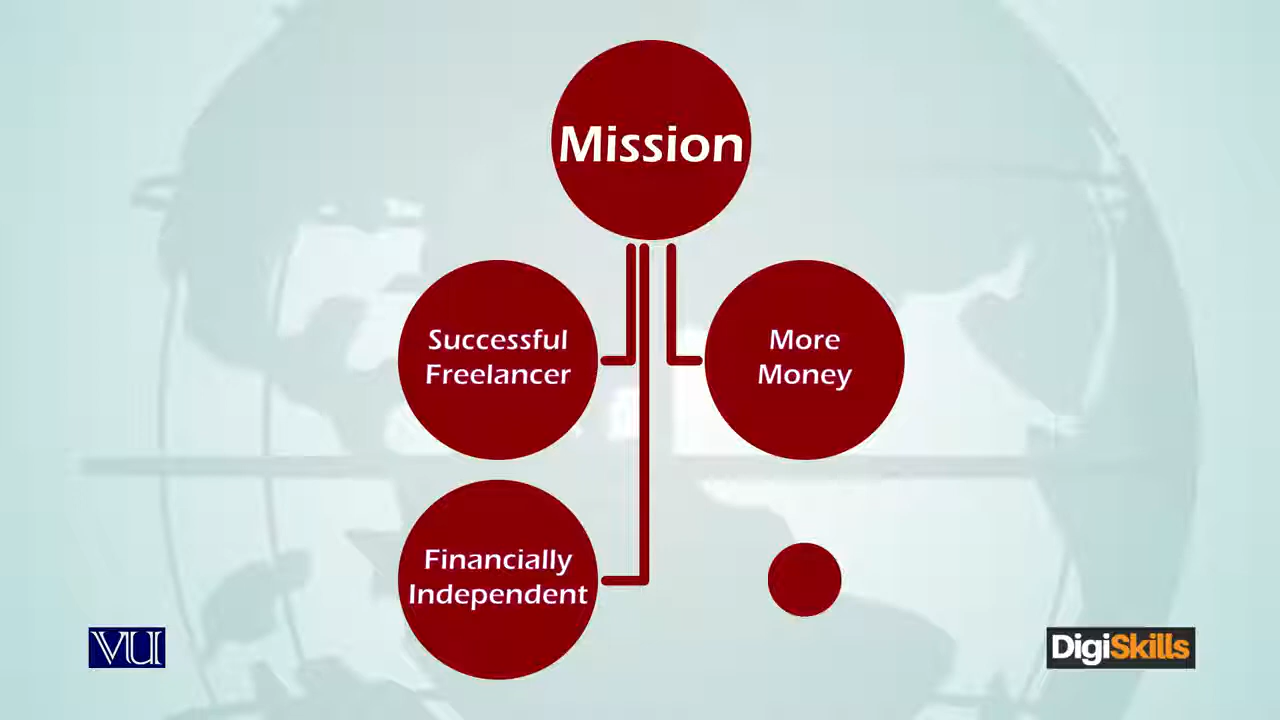 Mission
Successful
Freelancer
More
Money
Financially
Independent
VU
DigiSkills